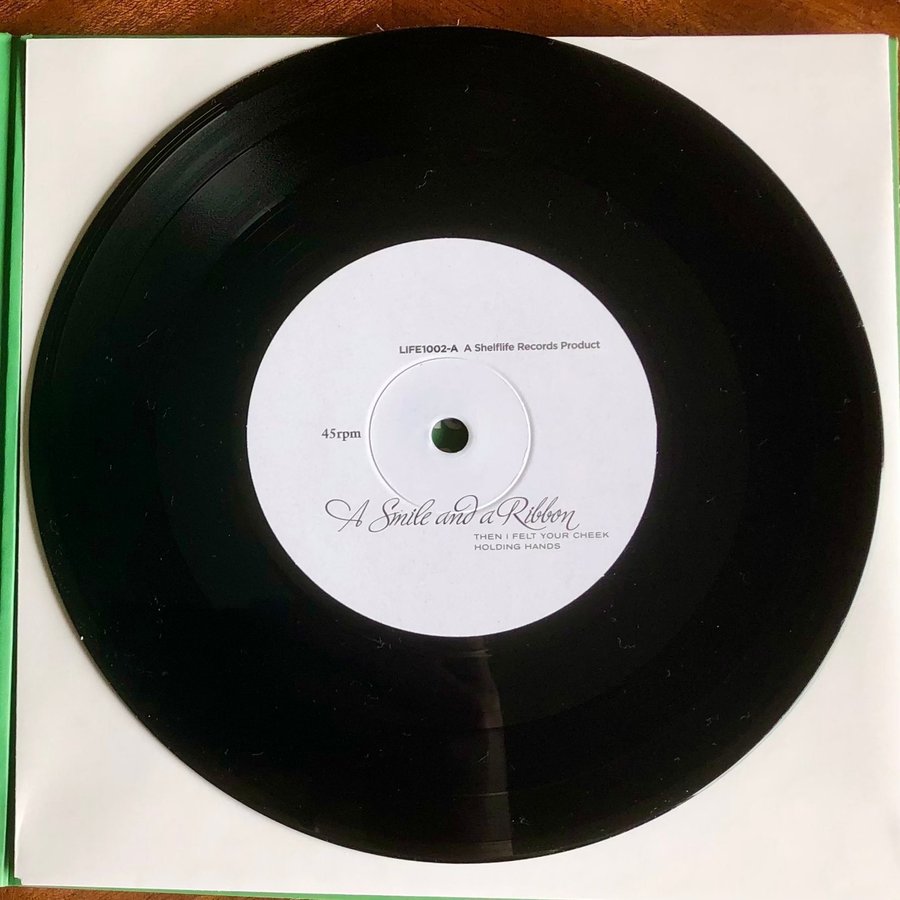 LIFE1002-A A Shelflife Records Product
45rpm
A Smile and a Ribbon
THEN I FELT YOUR CHEEK
HOLDING HANDS